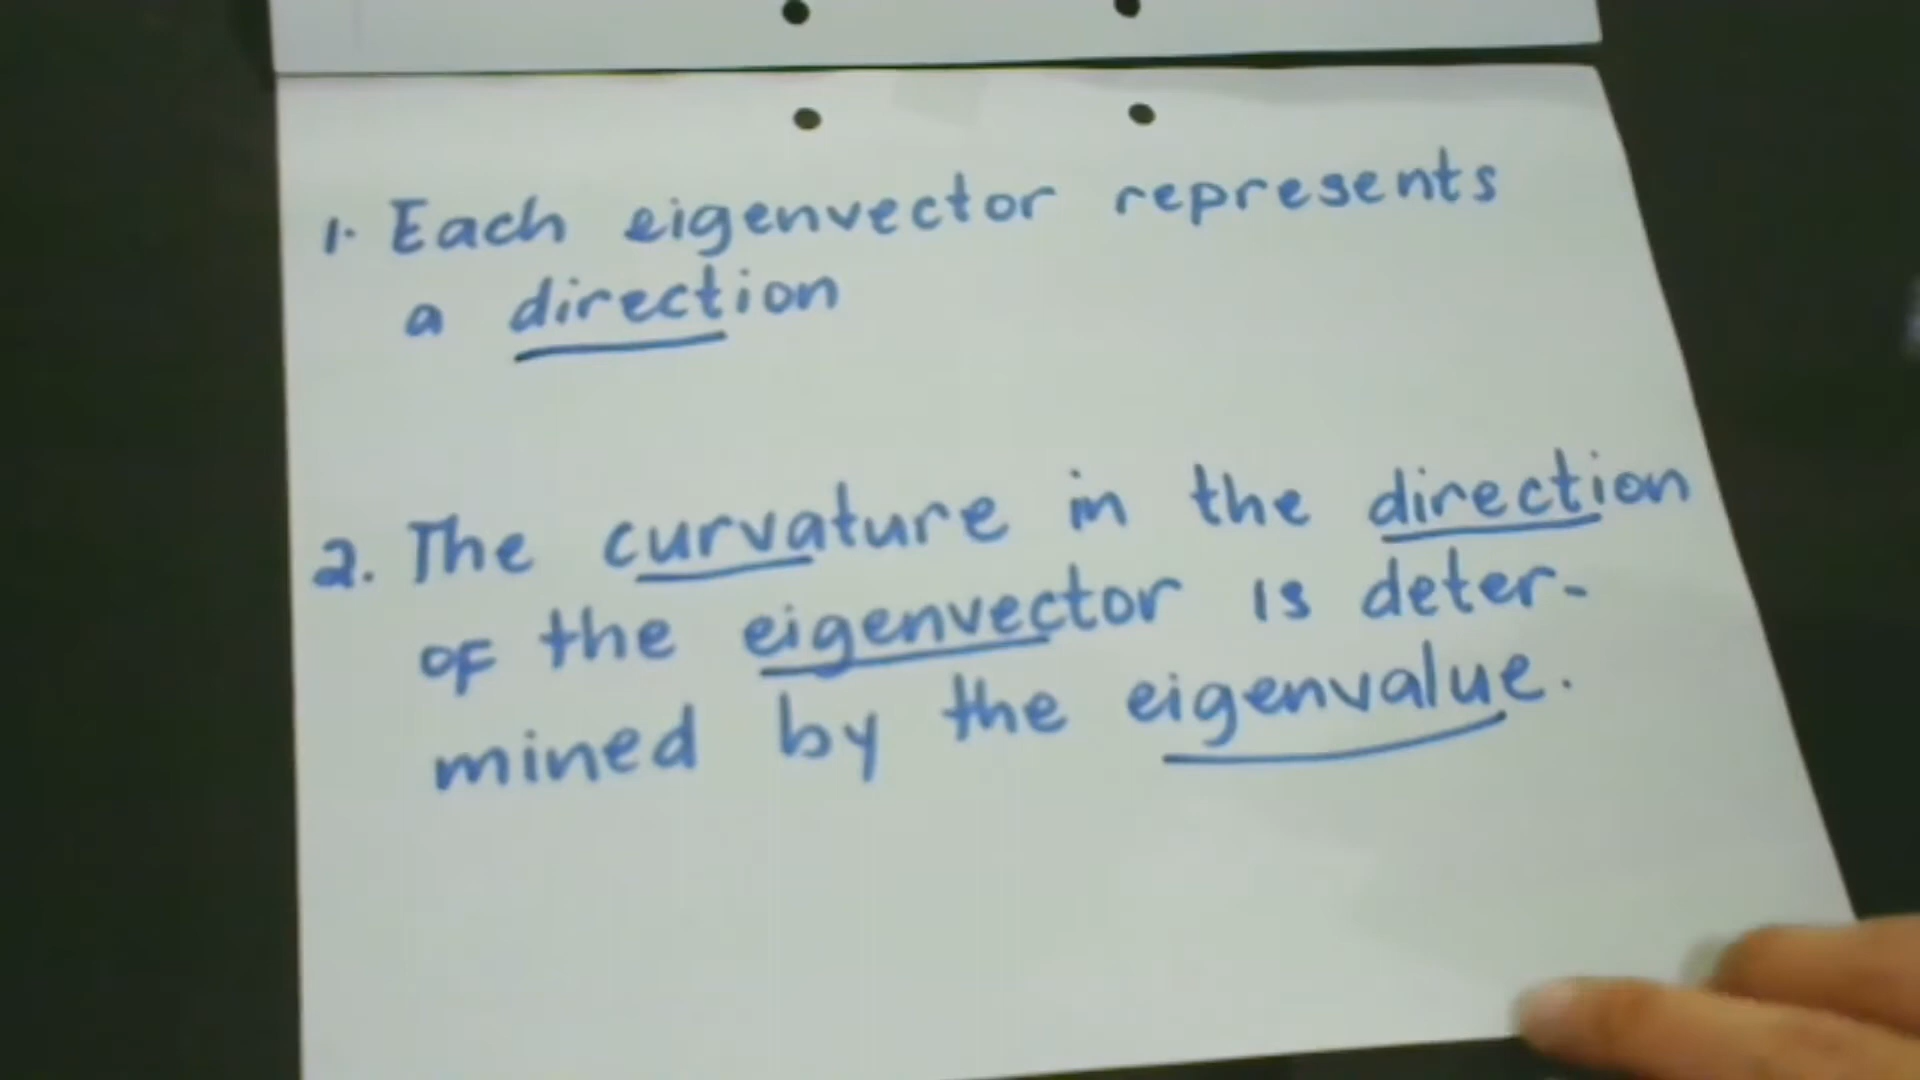 1. Each eigenvector represents
a direction
2. The curvature in the direction
of the eigenvector is deter-
mined by the eigenvalue.